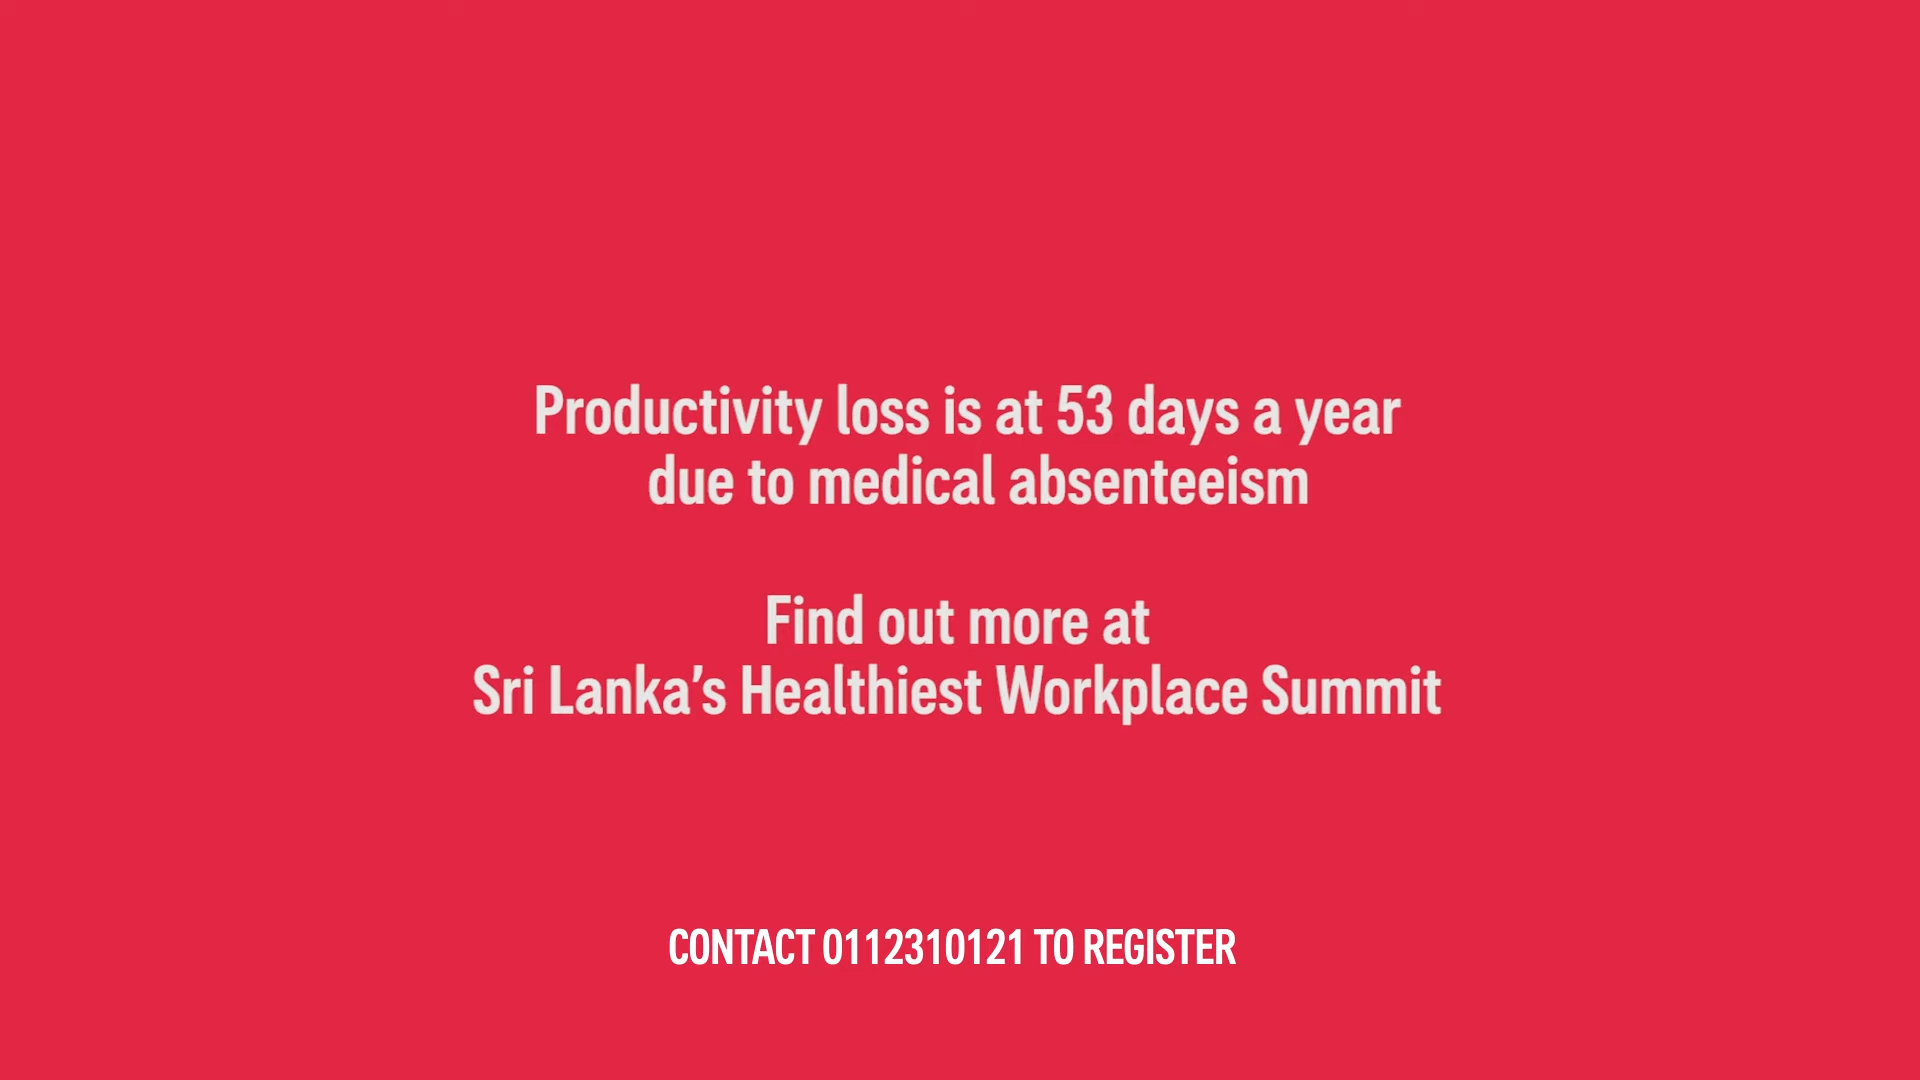 Productivity loss is at 53 days a year
due to medical absenteeism
Find out more at
Sri Lanka’s Healthiest Workplace Summit
CONTACT 0112310121 TO REGISTER